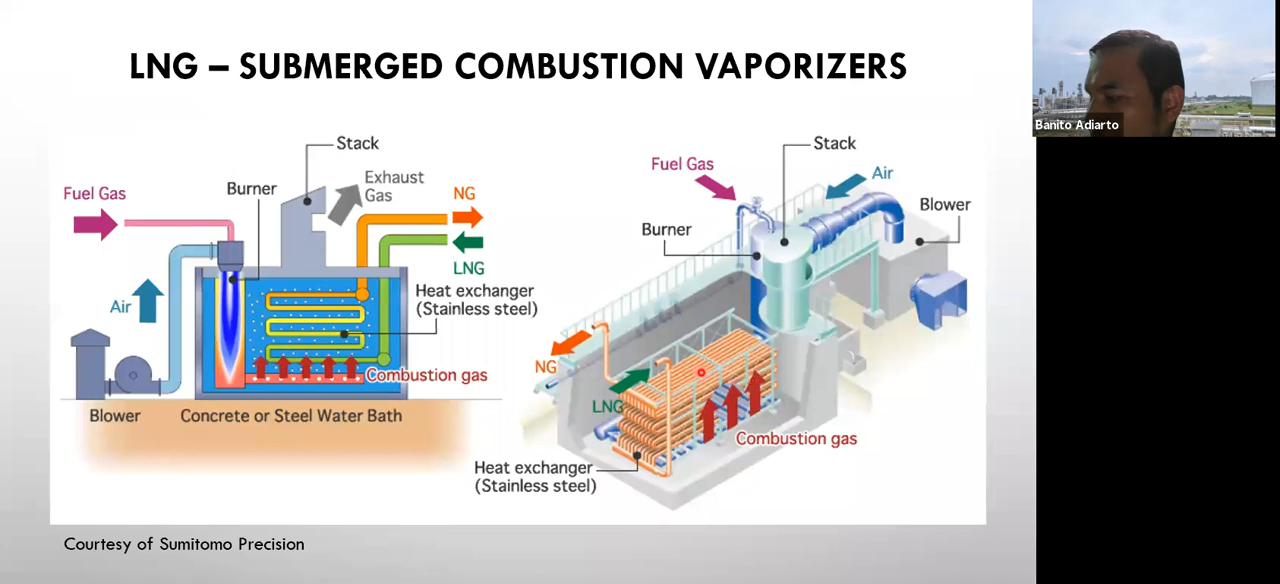 LNG – SUBMERGED COMBUSTION VAPORIZERS
Banito Adiarto
Stack
Fuel Gas
Burner
Exhaust
Gas
NG
LNG
Heat exchanger
(Stainless steel)
Air
Combustion gas
Blower
Concrete or Steel Water Bath
Fuel Gas
Stack
Air
Blower
Burner
NG
LNG
Combustion gas
Heat exchanger
(Stainless steel)
Courtesy of Sumitomo Precision